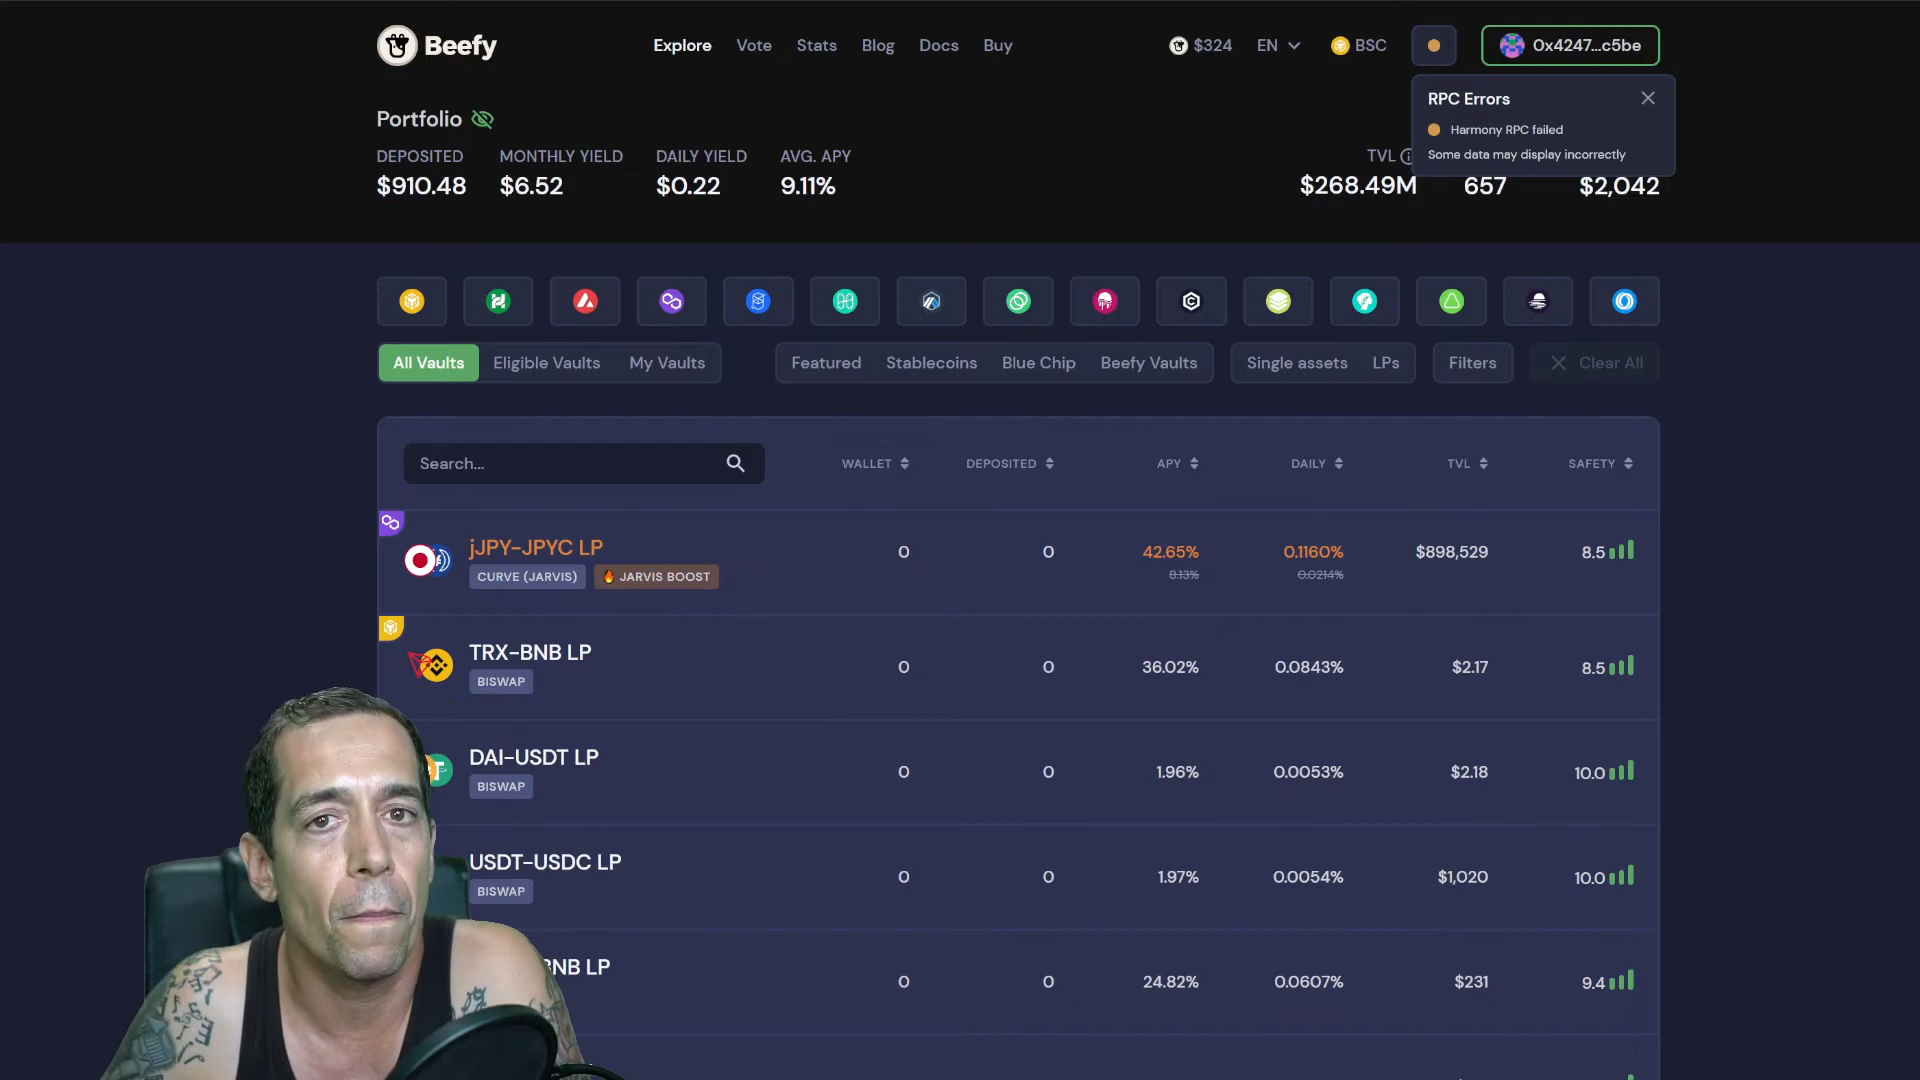 Beefy
Explore
Vote
Stats
Blog
Docs
Buy
$324
EN
BSC
0x4247...c5be
RPC Errors
Harmony RPC failed
Some data may display incorrectly
Portfolio
DEPOSITED
MONTHLY YIELD
DAILY YIELD
AVG. APY
TVL
$910.48
$6.52
$0.22
9.11%
$268.49M
657
$2,042
All Vaults
Eligible Vaults
My Vaults
Featured
Stablecoins
Blue Chip
Beefy Vaults
Single assets
LPs
Filters
Clear All
Search...
WALLET
DEPOSITED
APY
DAILY
TVL
SAFETY
jJPY-JPYC LP
CURVE (JARVIS)
JARVIS BOOST
0
0
42.65%
8.13%
0.1160%
0.0214%
$898,529
8.5
TRX-BNB LP
BISWAP
0
0
36.02%
0.0843%
$2.17
8.5
DAI-USDT LP
BISWAP
0
0
1.96%
0.0053%
$2.18
10.0
USDT-USDC LP
BISWAP
0
0
1.97%
0.0054%
$1,020
10.0
BNB LP
0
0
24.82%
0.0607%
$231
9.4